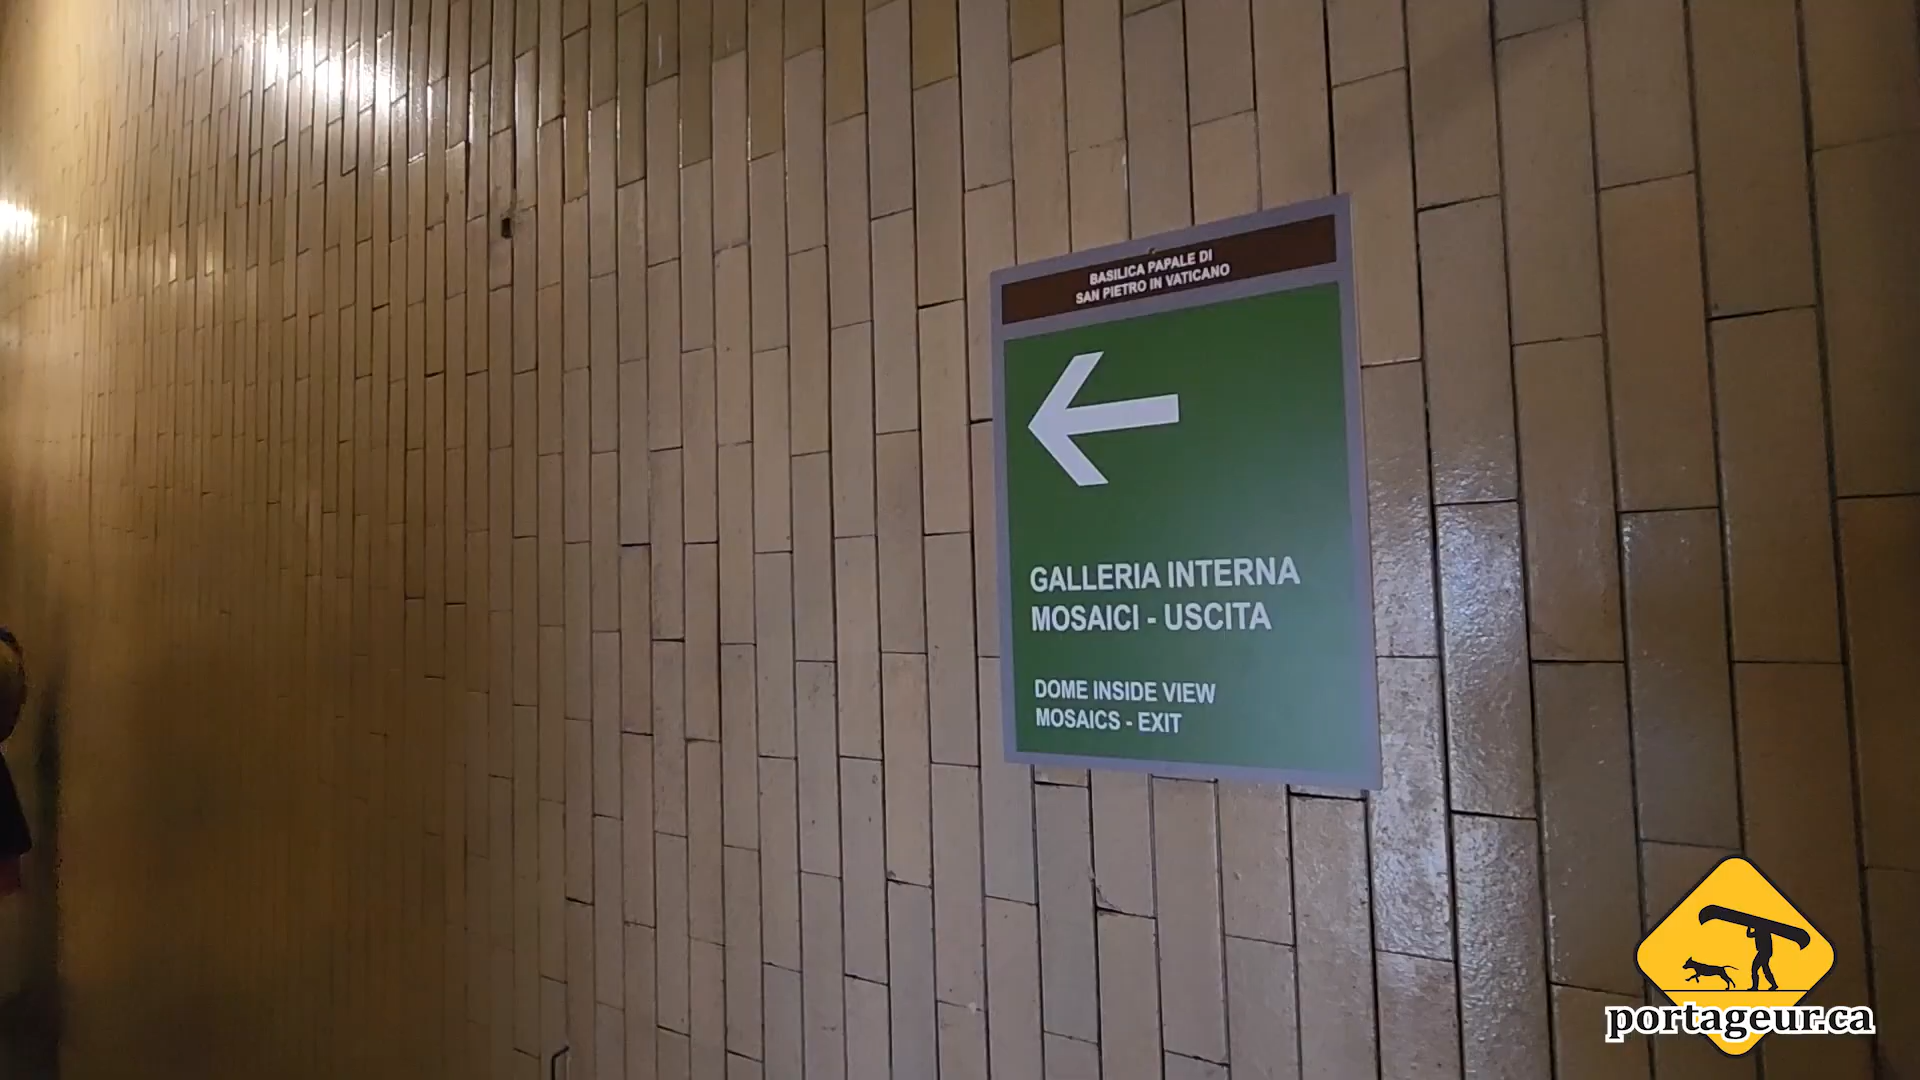 BASILICA PAPALE DI
SAN PIETRO IN VATICANO
GALLERIA INTERNA
MOSAICI - USCITA
DOME INSIDE VIEW
MOSAICS - EXIT
portageur.ca